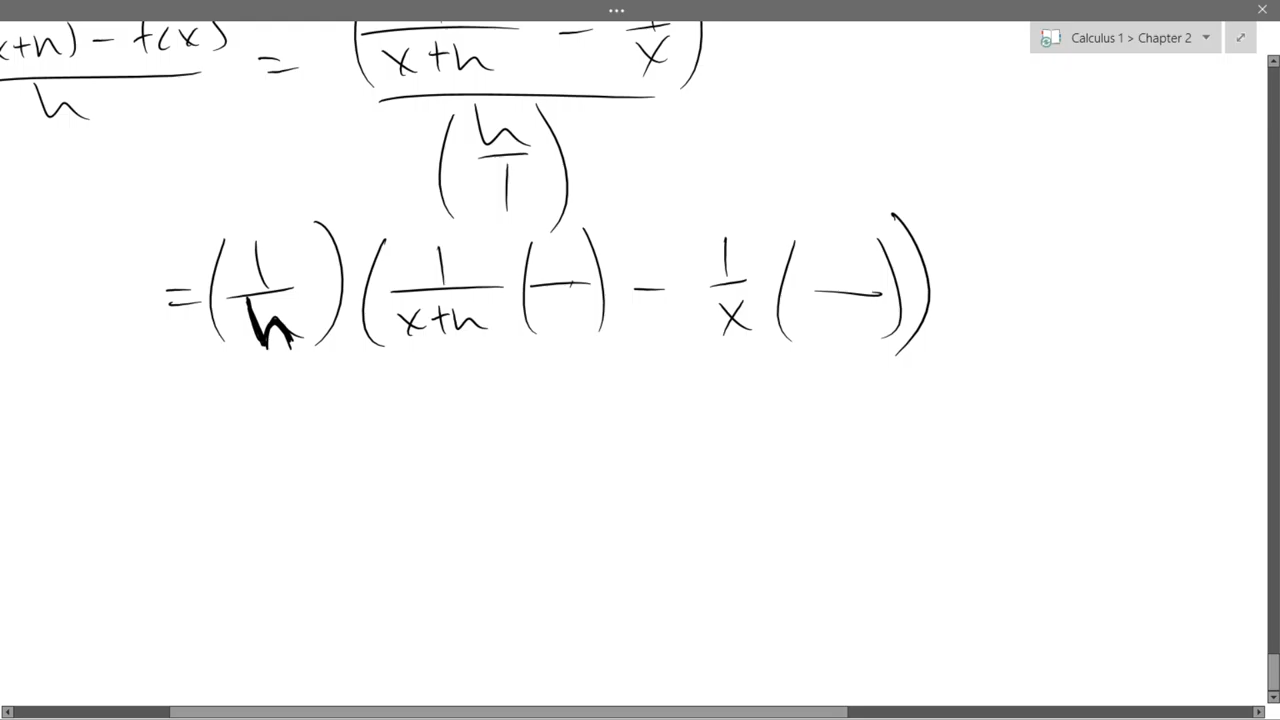 Calculus 1 > Chapter 2
x+h) - f(x) / h = (1/(x+h) - 1/x) / (h/1)
= (1/h) (1/(x+h) (—) - 1/x (—))